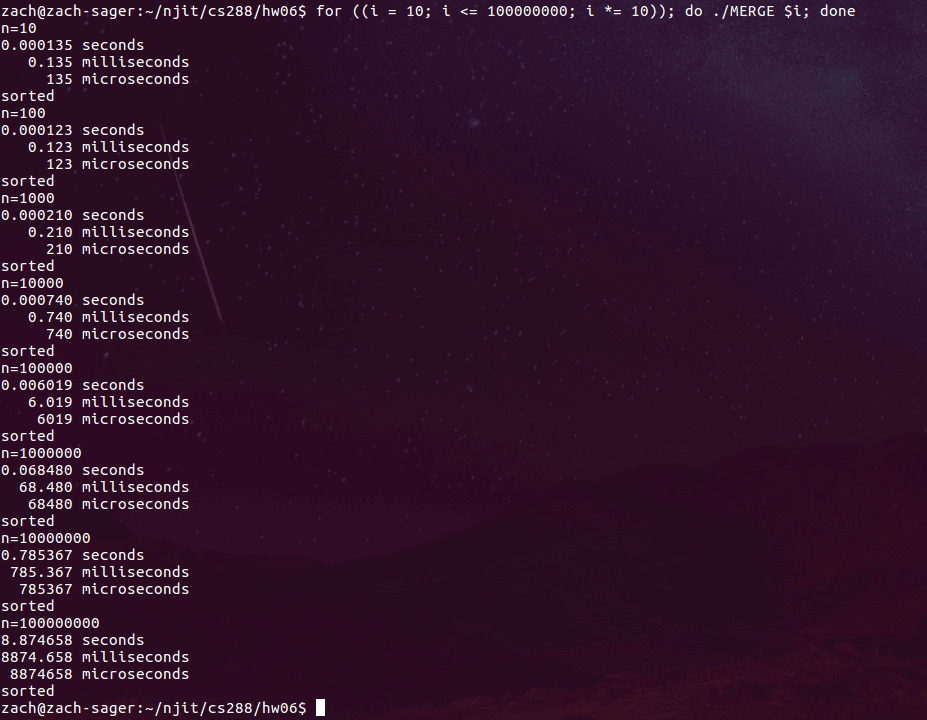 zach@zach-sager:~/njit/cs288/hw06$ for ((i = 10; i <= 100000000; i *= 10)); do ./MERGE $i; done
n=10
0.000135 seconds
   0.135 milliseconds
     135 microseconds
sorted
n=100
0.000123 seconds
   0.123 milliseconds
     123 microseconds
sorted
n=1000
0.000210 seconds
   0.210 milliseconds
     210 microseconds
sorted
n=10000
0.000740 seconds
   0.740 milliseconds
     740 microseconds
sorted
n=100000
0.006019 seconds
   6.019 milliseconds
    6019 microseconds
sorted
n=1000000
0.068480 seconds
  68.480 milliseconds
   68480 microseconds
sorted
n=10000000
0.785367 seconds
 785.367 milliseconds
  785367 microseconds
sorted
n=100000000
8.874658 seconds
8874.658 milliseconds
 8874658 microseconds
sorted
zach@zach-sager:~/njit/cs288/hw06$